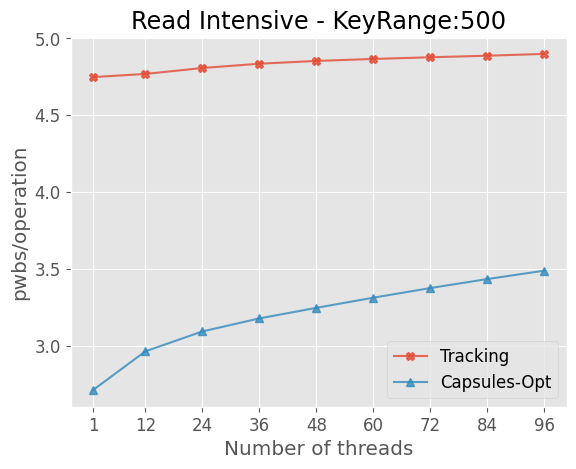 Read Intensive - KeyRange:500
pwbs/operation
5.0
4.5
4.0
3.5
3.0
Tracking
Capsules-Opt
1 12 24 36 48 60 72 84 96
Number of threads